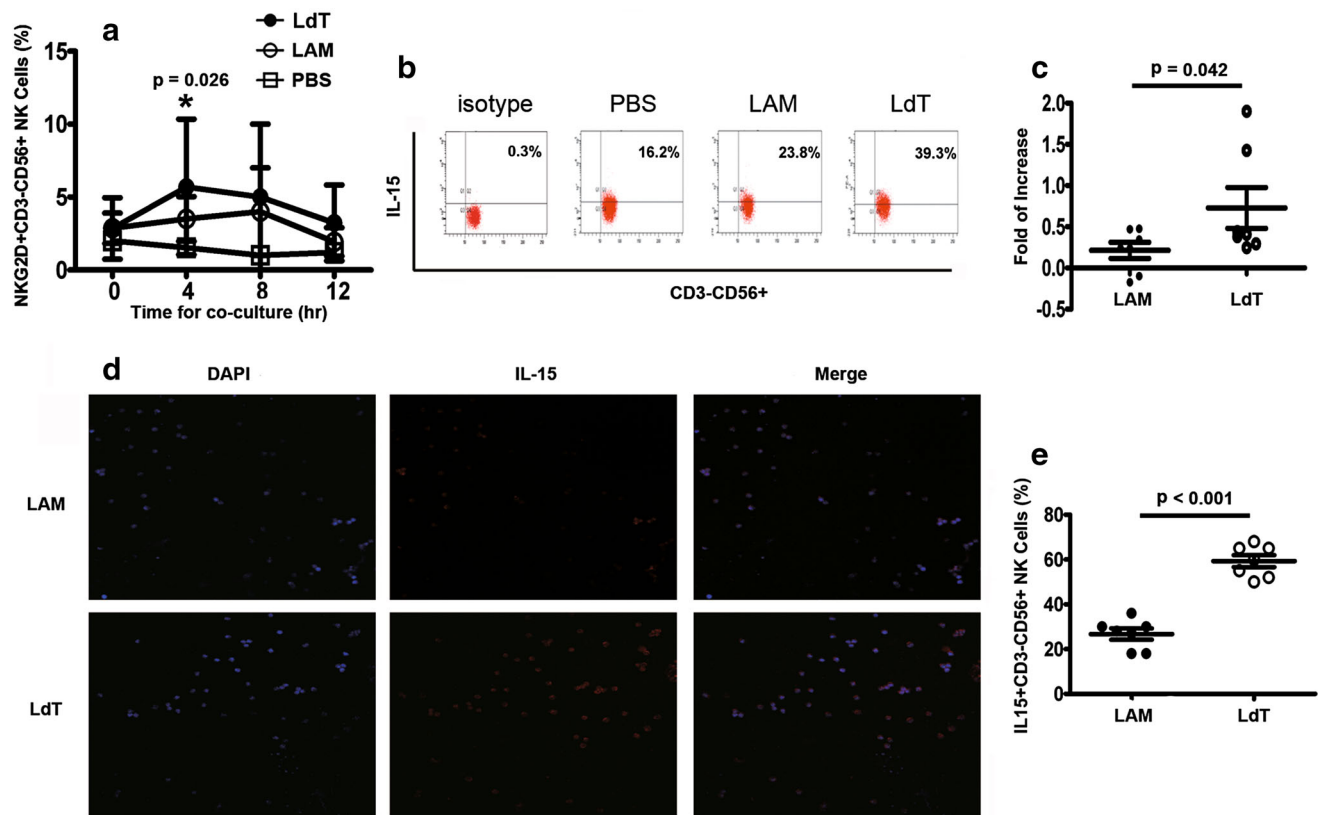 a
LdT
LAM
PBS
NKG2D+CD3-CD56+ NK Cells (%)
15
10
5
0
p = 0.026
*
0 4 8 12
Time for co-culture (hr)
b
isotype PBS LAM LdT
0.3% 16.2% 23.8% 39.3%
IL-15
CD3-CD56+
c
p = 0.042
Fold of Increase
2.0
1.5
1.0
0.5
0.0
-0.5
LAM LdT
d
DAPI IL-15 Merge
LAM
LdT
e
p < 0.001
IL15+CD3-CD56+ NK Cells (%)
80
60
40
20
0
LAM LdT